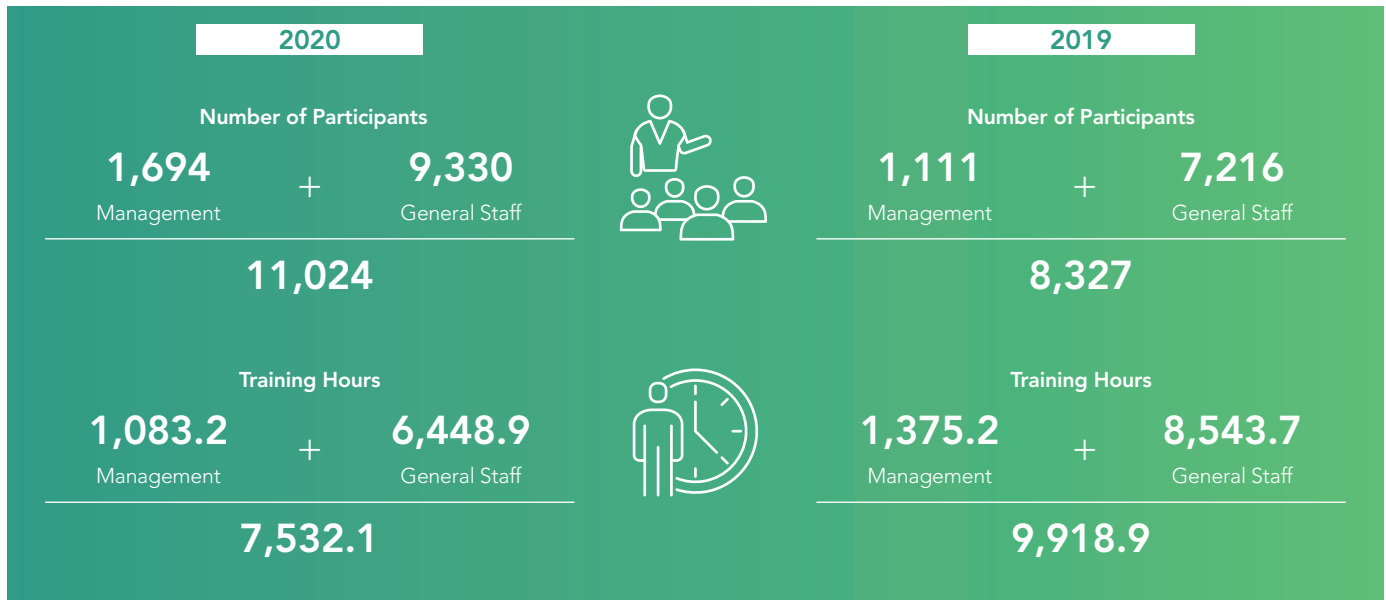 2020
Number of Participants
1,694 + 9,330
Management General Staff
11,024
Training Hours
1,083.2 + 6,448.9
Management General Staff
7,532.1
2019
Number of Participants
1,111 + 7,216
Management General Staff
8,327
Training Hours
1,375.2 + 8,543.7
Management General Staff
9,918.9